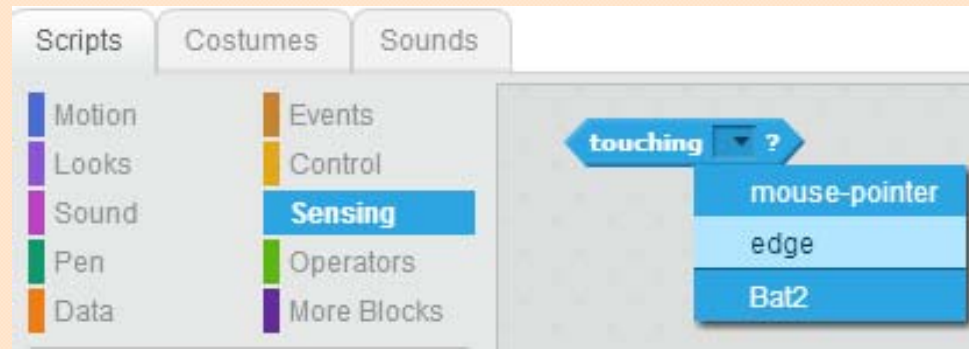 Scripts Costumes Sounds
Motion Events
Looks Control
Sound Sensing
Pen Operators
Data More Blocks
touching ?
mouse-pointer
edge
Bat2